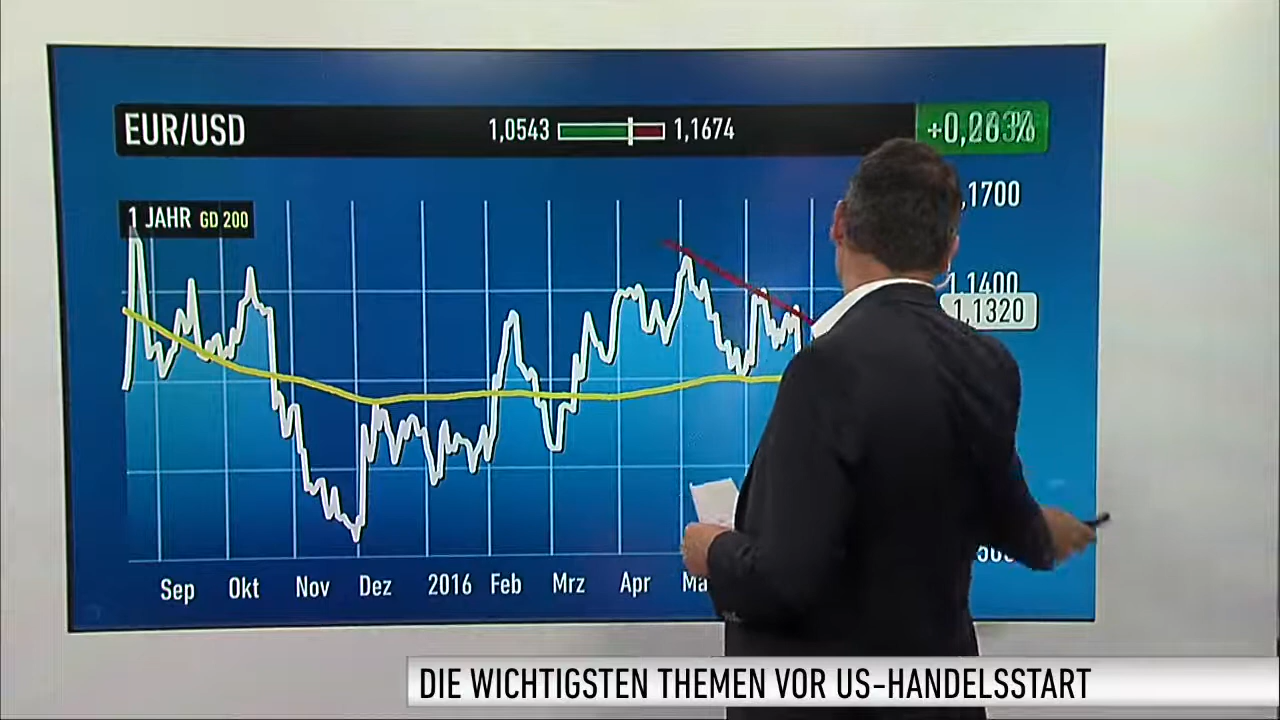 EUR/USD
1,0543 1,1674
1 JAHR GD 200
,1700
1,1400
1,1320
Sep Okt Nov Dez 2016 Feb Mrz Apr
DIE WICHTIGSTEN THEMEN VOR US-HANDELSSTART